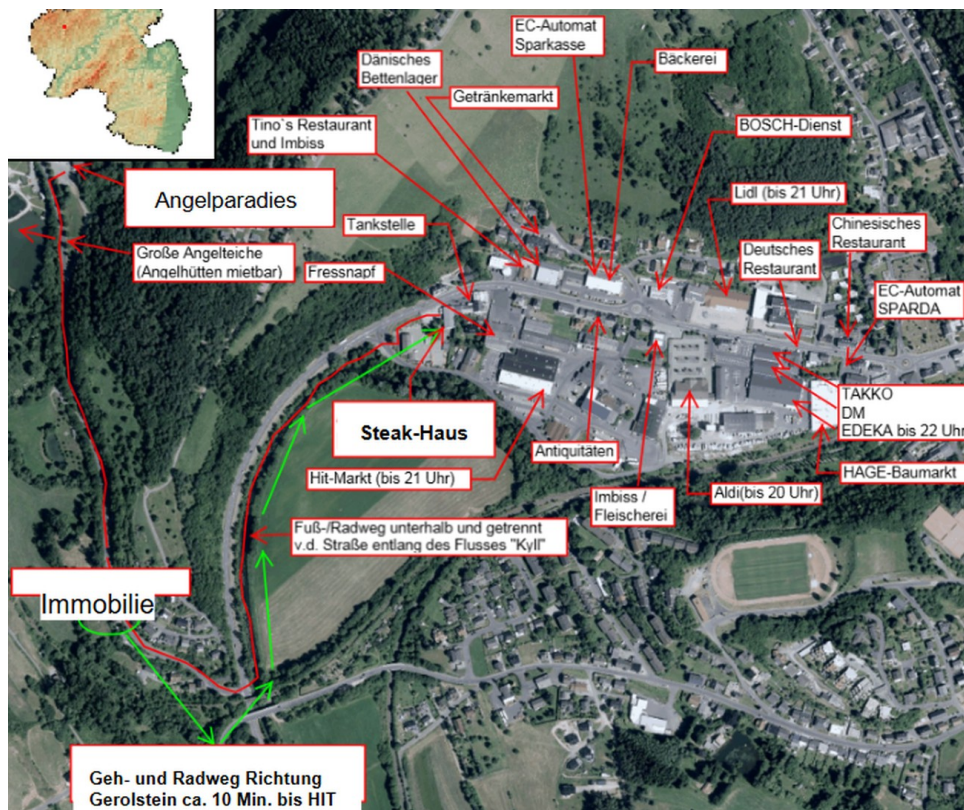 EC-Automat
Sparkasse
Dänisches
Bettenlager
Bäckerei
Getränkemarkt
Tino`s Restaurant
und Imbiss
BOSCH-Dienst
Angelparadies
Lidl (bis 21 Uhr)
Chinesisches
Restaurant
Tankstelle
Große Angelteiche
(Angelhütten mietbar)
Deutsches
Restaurant
Fressnapf
EC-Automat
SPARDA
TAKKO
DM
EDEKA bis 22 Uhr
Steak-Haus
Antiquitäten
Hit-Markt (bis 21 Uhr)
HAGE-Baumarkt
Imbiss /
Fleischerei
Aldi(bis 20 Uhr)
Fuß-/Radweg unterhalb und getrennt
v.d. Straße entlang des Flusses "Kyll"
Immobilie
Geh- und Radweg Richtung
Gerolstein ca. 10 Min. bis HIT